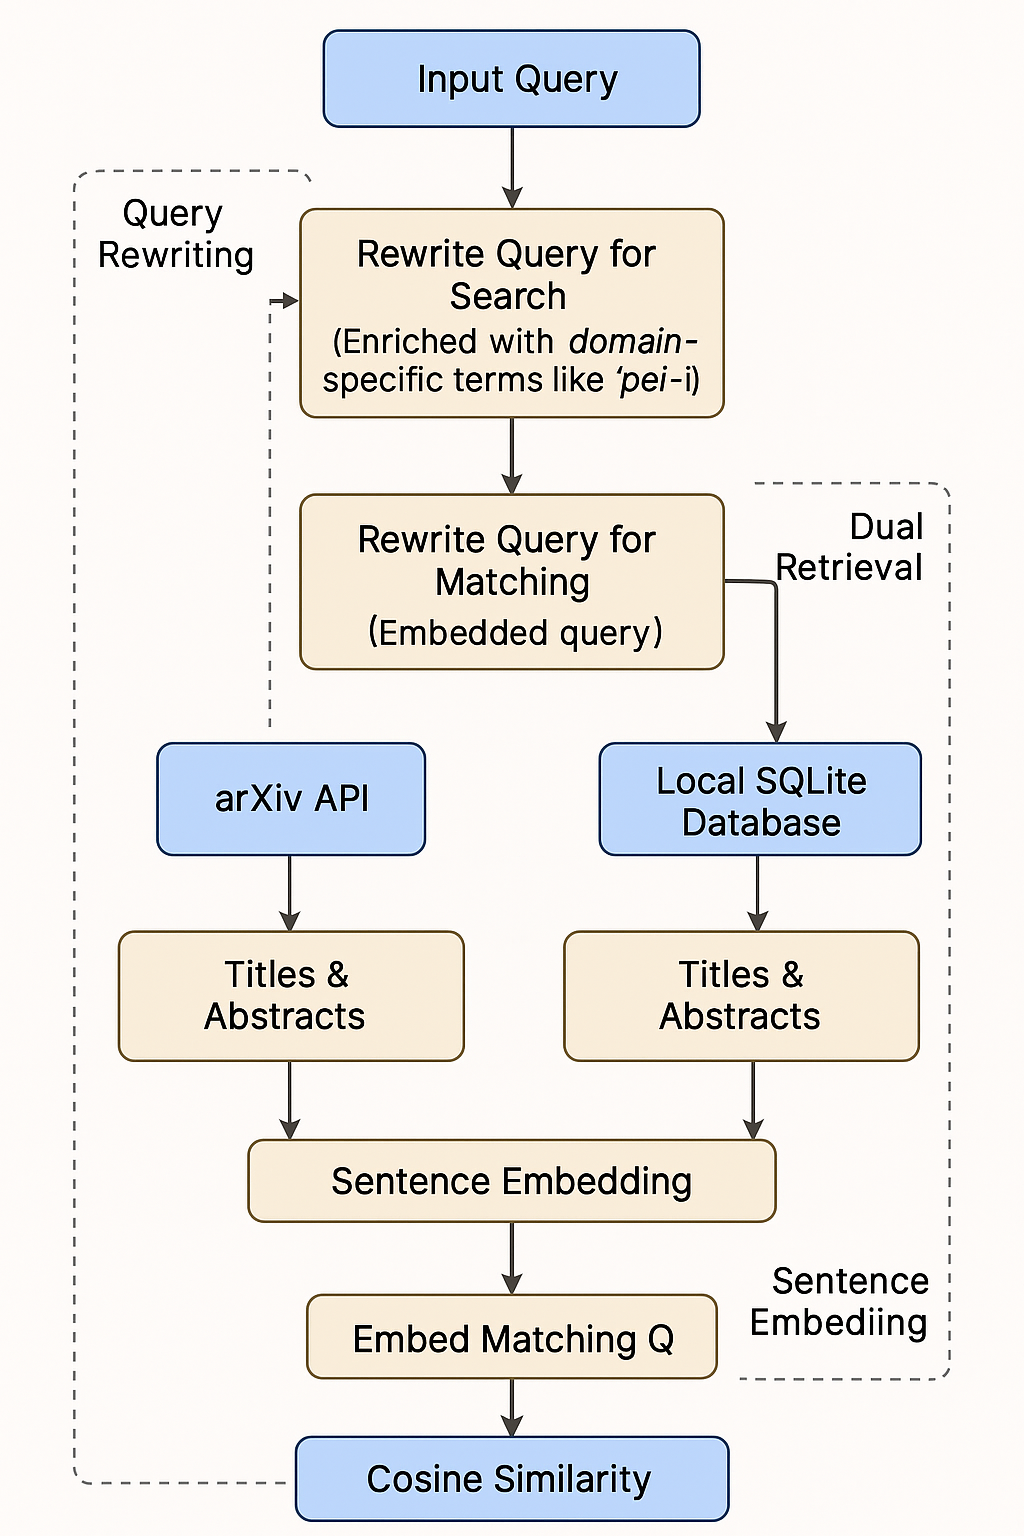 Input Query
Query
Rewriting
Rewrite Query for
Search
(Enriched with domain-
specific terms like ‘pei-i)
Rewrite Query for
Matching
(Embedded query)
Dual
Retrieval
arXiv API
Local SQLite
Database
Titles &
Abstracts
Titles &
Abstracts
Sentence Embedding
Sentence
Embediing
Embed Matching Q
Cosine Similarity